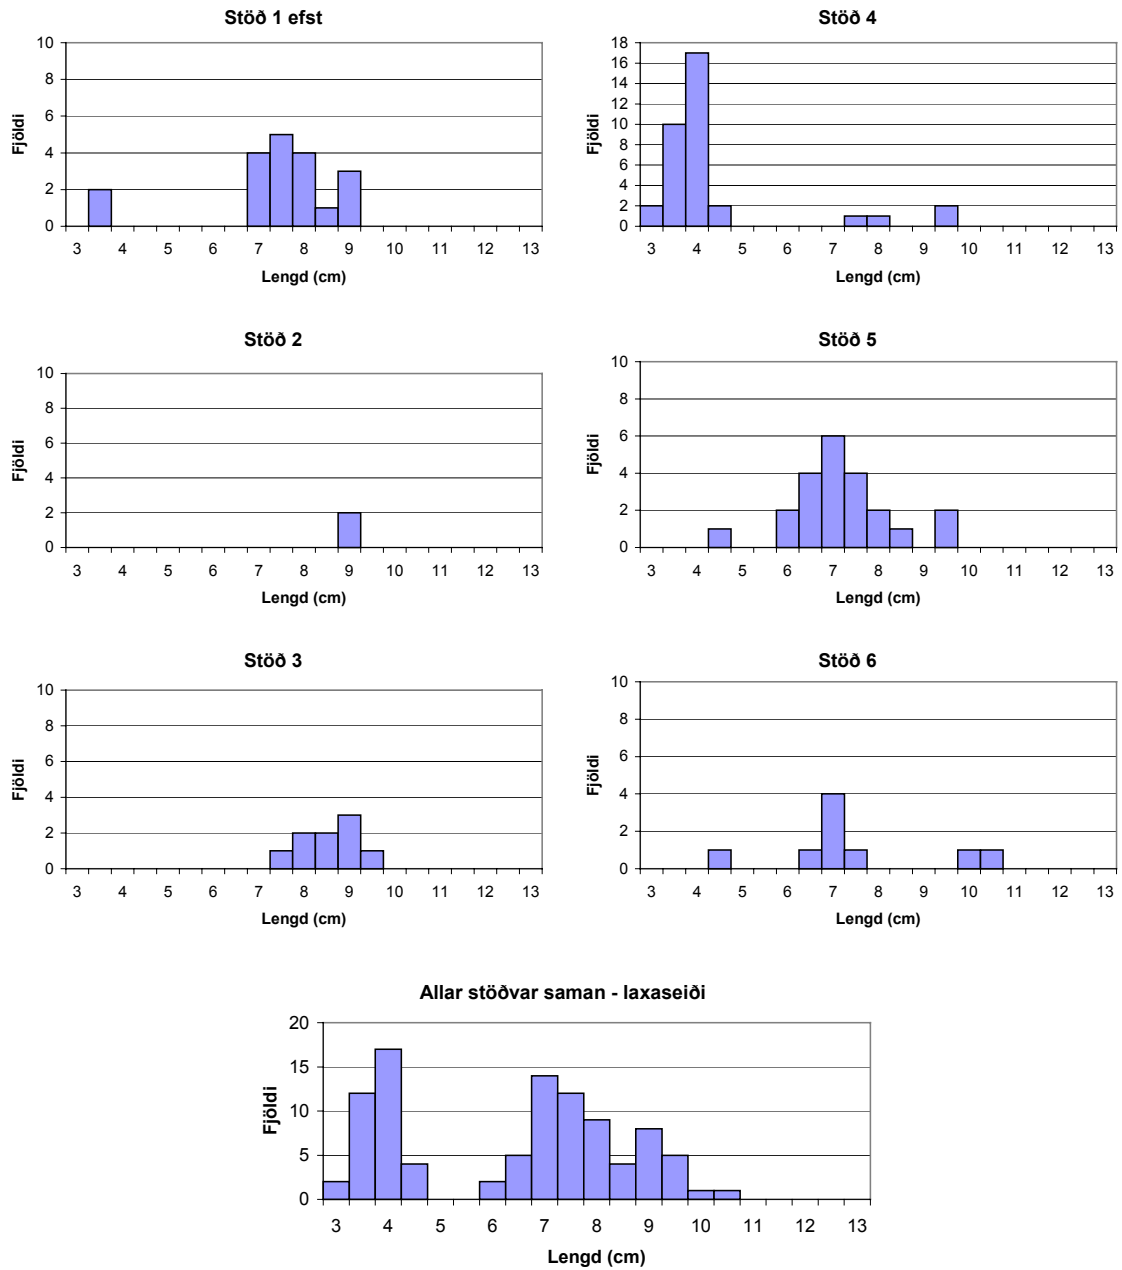 Stöð 1 efst
10
8
6
4
2
0
Fjöldi
3 4 5 6 7 8 9 10 11 12 13
Lengd (cm)
Stöð 4
18
16
14
12
10
8
6
4
2
0
Fjöldi
3 4 5 6 7 8 9 10 11 12 13
Lengd (cm)
Stöð 2
10
8
6
4
2
0
Fjöldi
3 4 5 6 7 8 9 10 11 12 13
Lengd (cm)
Stöð 5
10
8
6
4
2
0
Fjöldi
3 4 5 6 7 8 9 10 11 12 13
Lengd (cm)
Stöð 3
10
8
6
4
2
0
Fjöldi
3 4 5 6 7 8 9 10 11 12 13
Lengd (cm)
Stöð 6
10
8
6
4
2
0
Fjöldi
3 4 5 6 7 8 9 10 11 12 13
Lengd (cm)
Allar stöðvar saman - laxaseiði
20
15
10
5
0
Fjöldi
3 4 5 6 7 8 9 10 11 12 13
Lengd (cm)